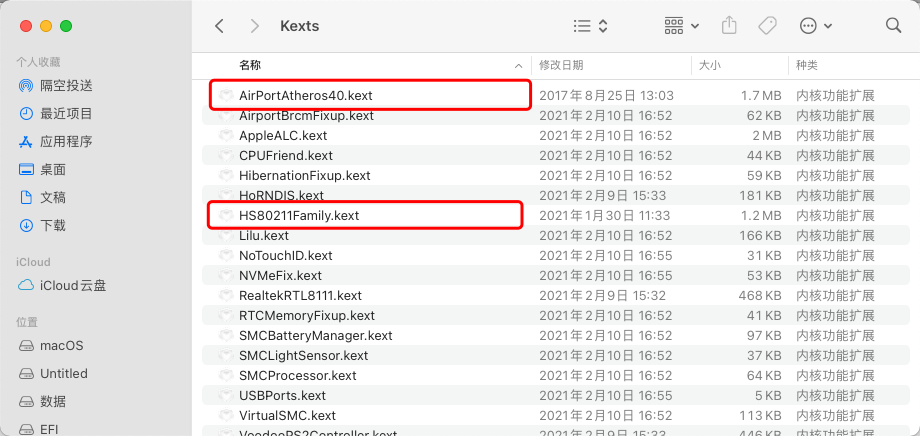 Kexts
个人收藏
隔空投送
最近项目
应用程序
桌面
文稿
下载
iCloud
iCloud云盘
位置
macOS
Untitled
数据
EFI
名称 修改日期 大小 种类
AirPortAtheros40.kext 2017年8月25日 13:03 1.7 MB 内核功能扩展
AirportBrcmFixup.kext 2021年2月10日 16:52 62 KB 内核功能扩展
AppleALC.kext 2021年2月10日 16:52 2 MB 内核功能扩展
CPUFriend.kext 2021年2月10日 16:52 44 KB 内核功能扩展
HibernationFixup.kext 2021年2月10日 16:52 59 KB 内核功能扩展
HoRNDIS.kext 2021年2月9日 15:33 181 KB 内核功能扩展
HS80211Family.kext 2021年1月30日 11:33 1.2 MB 内核功能扩展
Lilu.kext 2021年2月10日 16:52 166 KB 内核功能扩展
NoTouchID.kext 2021年2月10日 16:55 31 KB 内核功能扩展
NVMeFix.kext 2021年2月10日 16:55 53 KB 内核功能扩展
RealtekRTL8111.kext 2021年2月9日 15:32 468 KB 内核功能扩展
RTCMemoryFixup.kext 2021年2月10日 16:52 41 KB 内核功能扩展
SMCBatteryManager.kext 2021年2月10日 16:52 97 KB 内核功能扩展
SMCLightSensor.kext 2021年2月10日 16:52 37 KB 内核功能扩展
SMCProcessor.kext 2021年2月10日 16:52 64 KB 内核功能扩展
USBPorts.kext 2021年2月10日 16:55 5 KB 内核功能扩展
VirtualSMC.kext 2021年2月10日 16:52 113 KB 内核功能扩展
VoodooPS2Controller.kext 2021年2月10日 16:52 32 KB 内核功能扩展